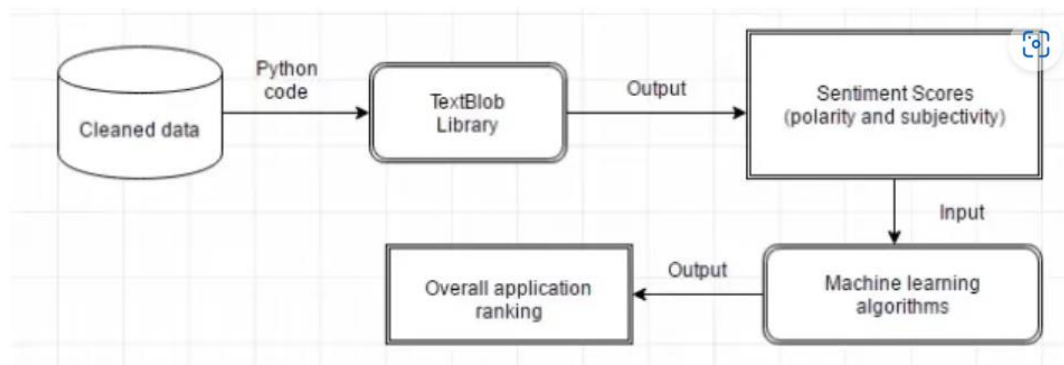 Python
code
Cleaned data
TextBlob
Library
Output
Sentiment Scores
(polarity and subjectivity)
Input
Machine learning
algorithms
Output
Overall application
ranking